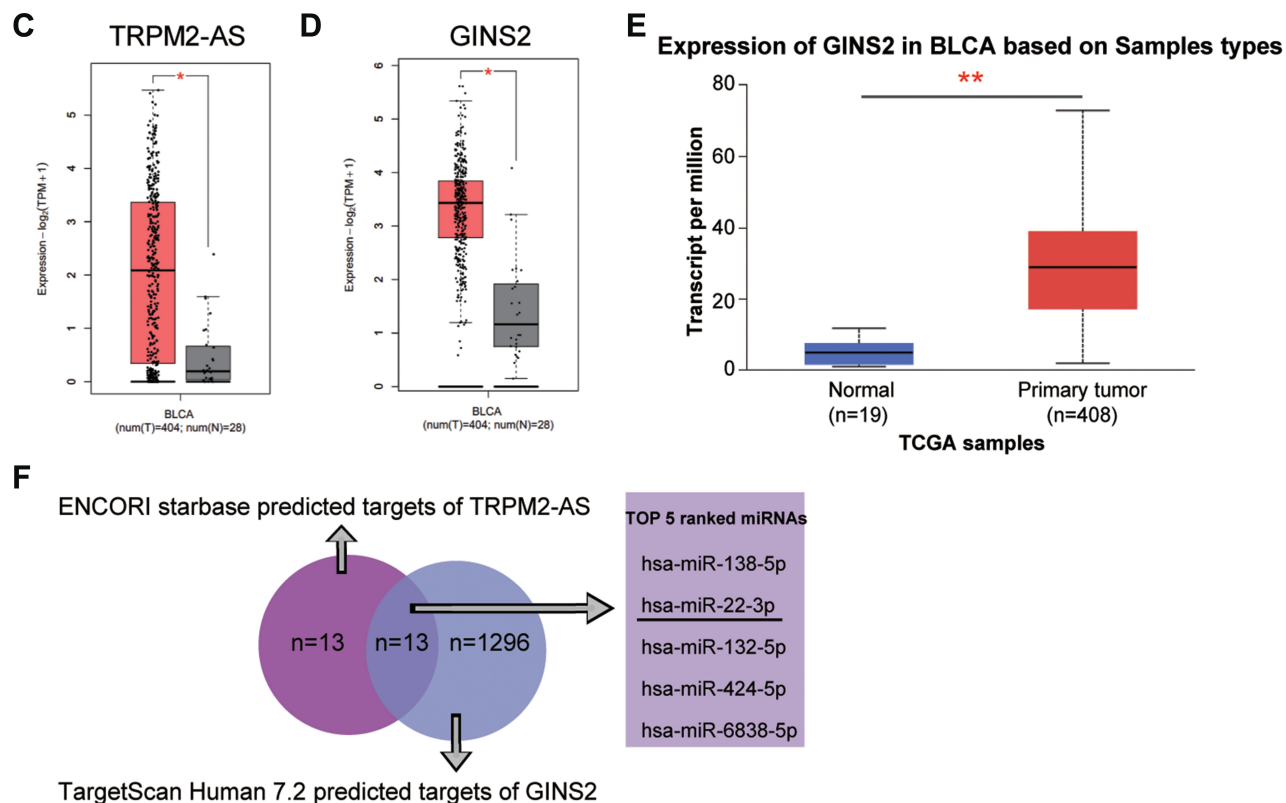 C
TRPM2-AS
*
Expression−log₂(TPM+1)
5
4
3
2
1
0
BLCA
(num(T)=404; num(N)=28)
D
GINS2
*
Expression−log₂(TPM+1)
6
5
4
3
2
1
0
BLCA
(num(T)=404; num(N)=28)
E
Expression of GINS2 in BLCA based on Samples types
**
Transcript per million
80
60
40
20
0
Normal
(n=19)
Primary tumor
(n=408)
TCGA samples
F
ENCORI starbase predicted targets of TRPM2-AS
n=13
n=13
n=1296
TargetScan Human 7.2 predicted targets of GINS2
TOP 5 ranked miRNAs
hsa-miR-138-5p
hsa-miR-22-3p
hsa-miR-132-5p
hsa-miR-424-5p
hsa-miR-6838-5p